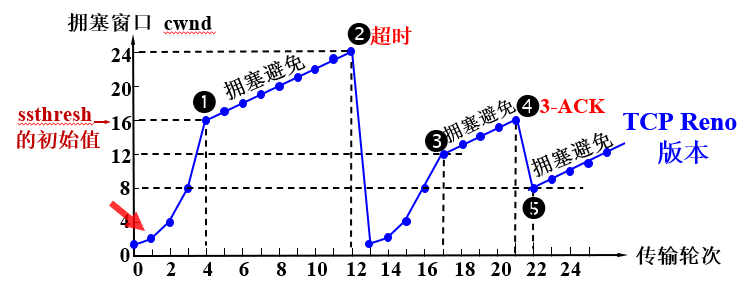 拥塞窗口 cwnd
24
20
16
12
8
4
0
ssthresh
的初始值
❶
拥塞避免
❷超时
❸
拥塞避免
❹
3-ACK
拥塞避免
❺
TCP Reno
版本
0 2 4 6 8 10 12 14 16 18 20 22 24
传输轮次